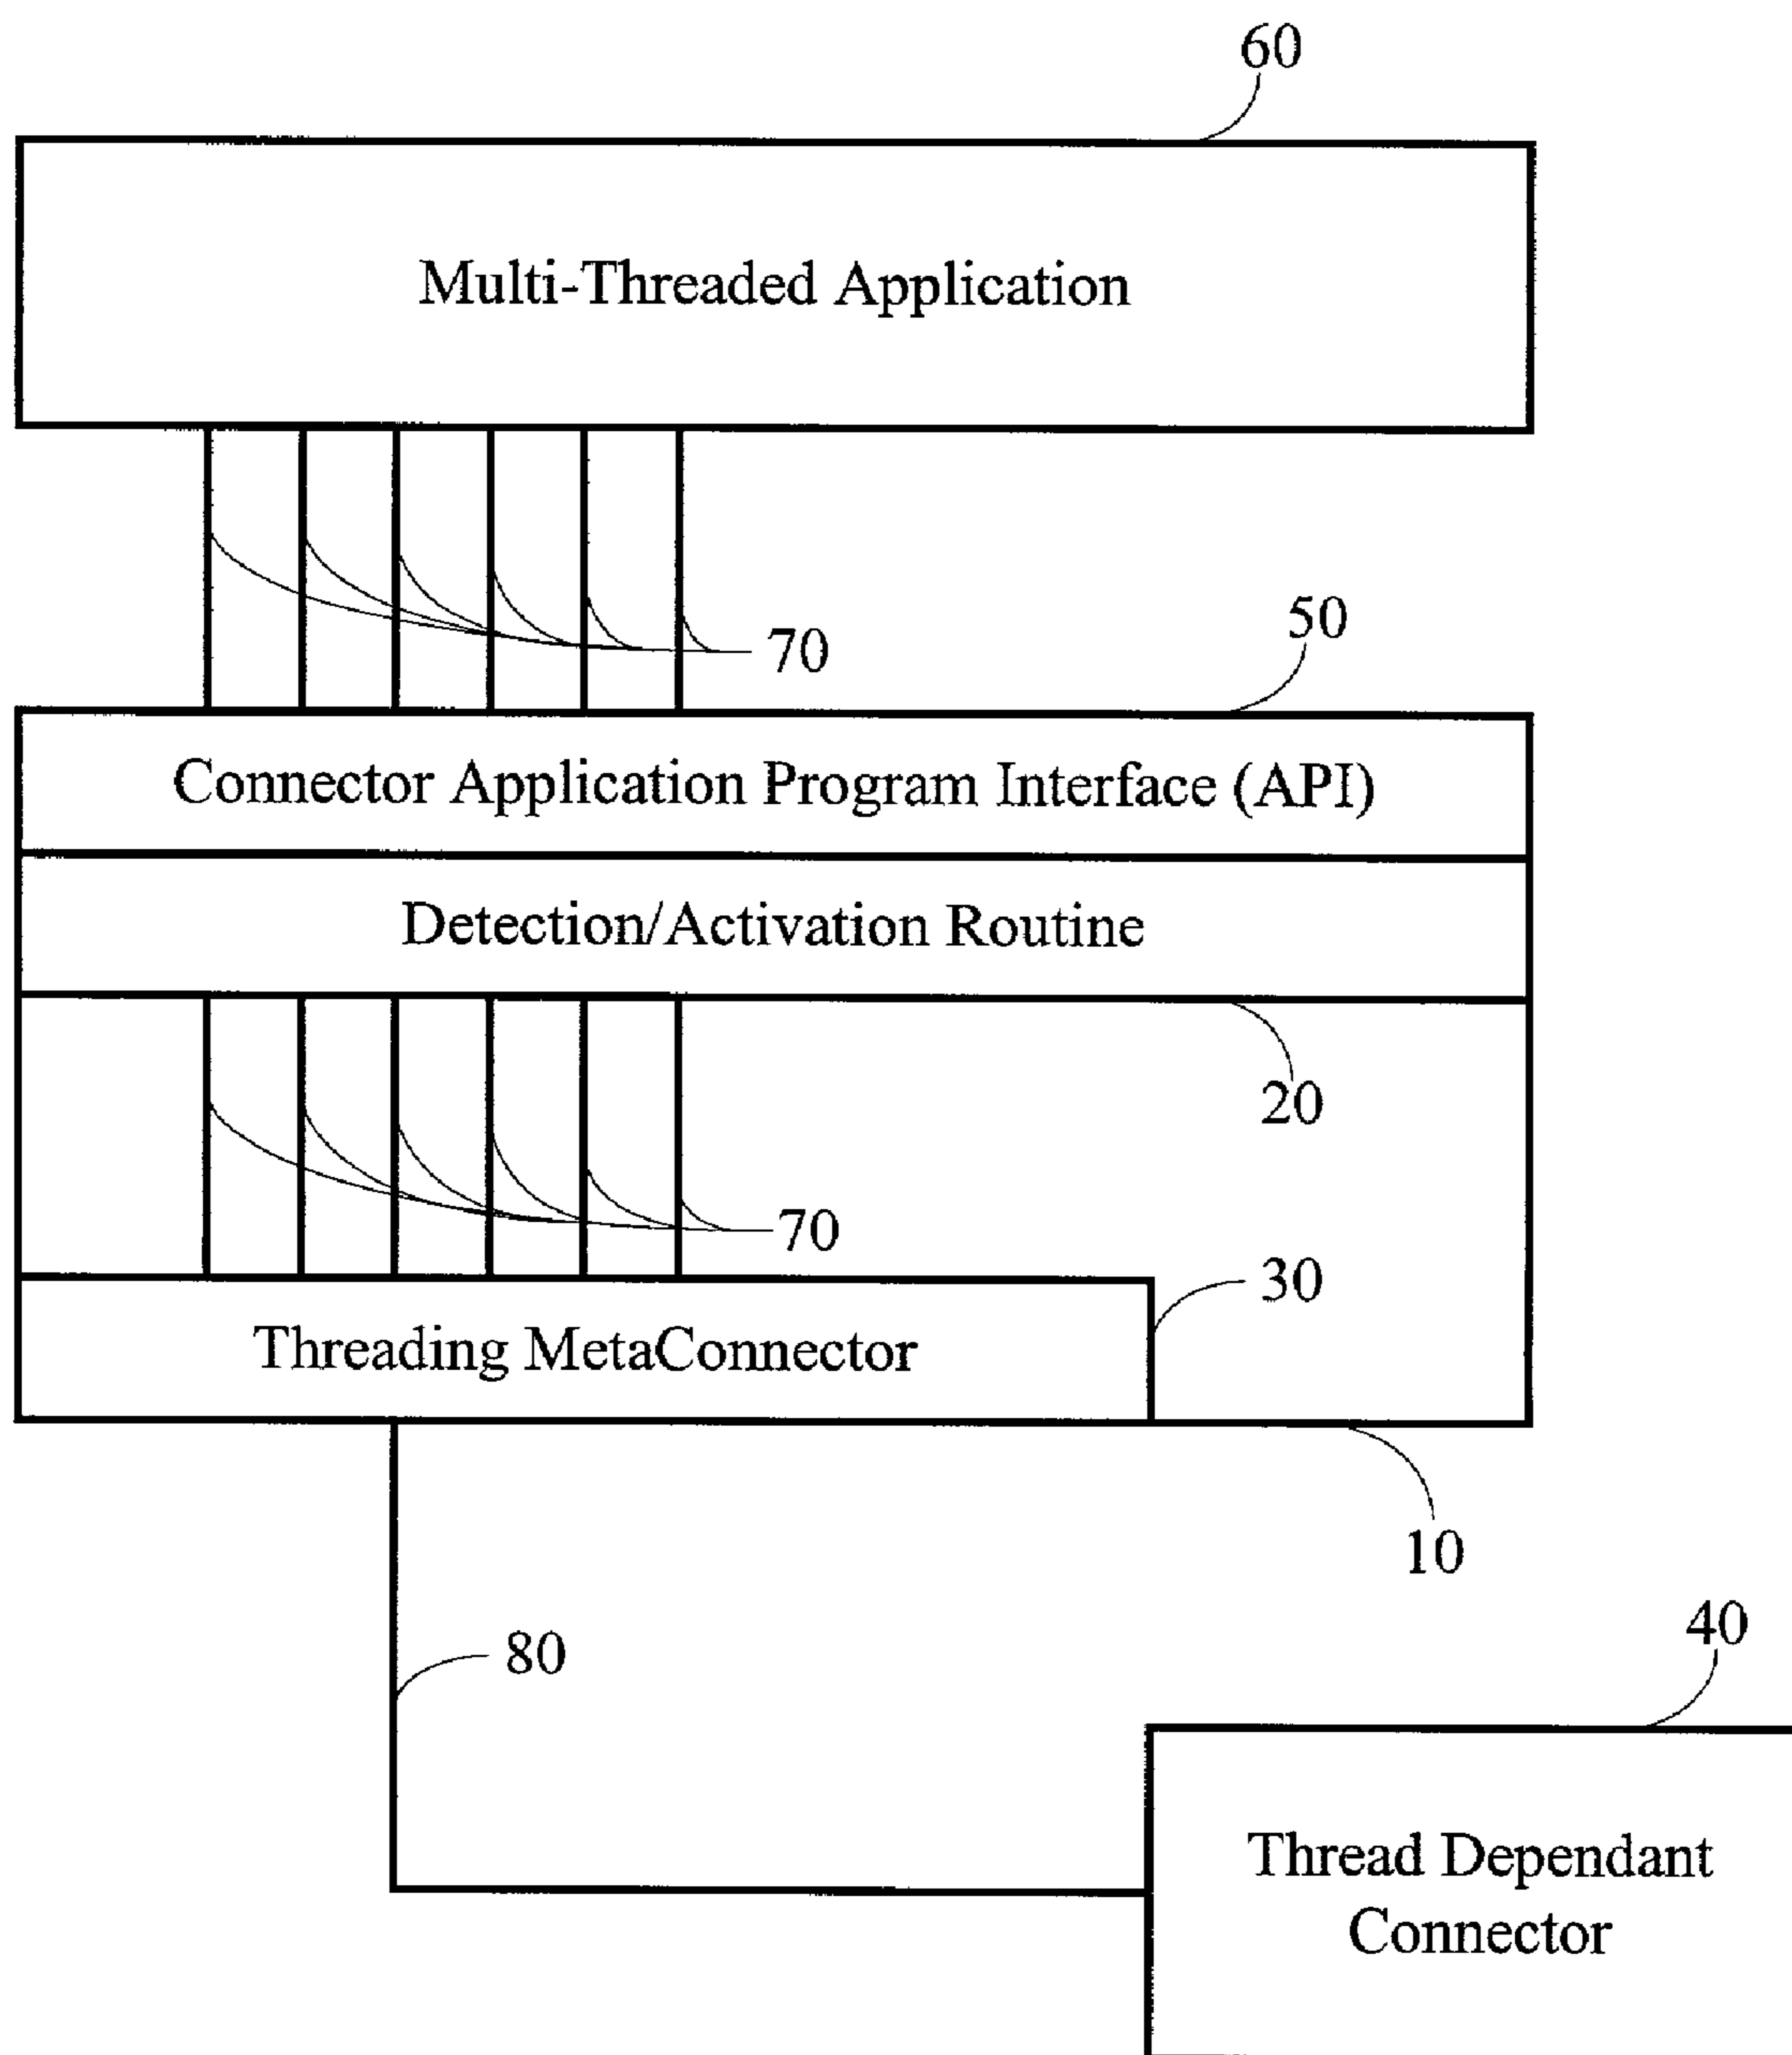 60
Multi-Threaded Application
70
50
Connector Application Program Interface (API)
Detection/Activation Routine
20
70
30
Threading MetaConnector
10
80
40
Thread Dependant
Connector